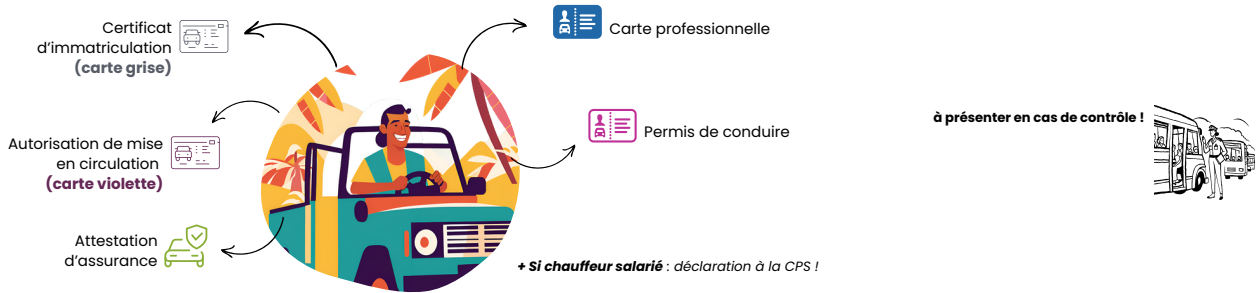 Certificat
d’immatriculation
(carte grise)
Carte professionnelle
Autorisation de mise
en circulation
(carte violette)
Permis de conduire
à présenter en cas de contrôle !
Attestation
d’assurance
+ Si chauffeur salarié : déclaration à la CPS !